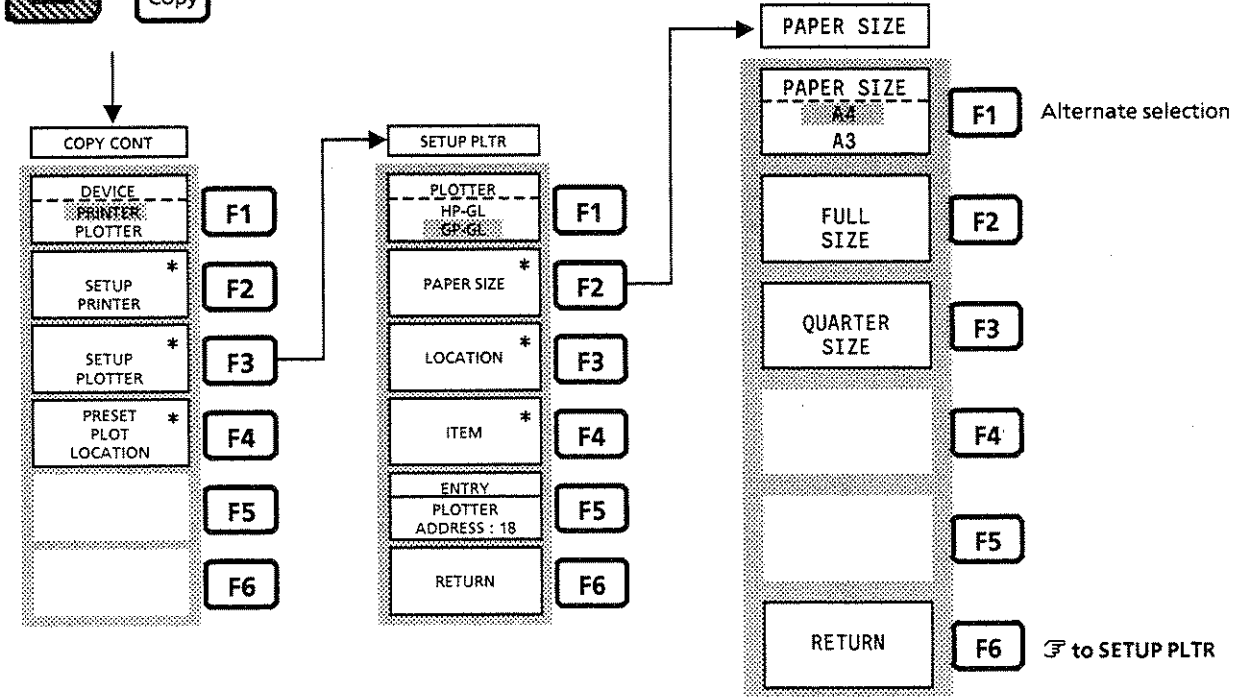 Copy
COPY CONT
DEVICE
PRINTER
PLOTTER
F1
*
SETUP
PRINTER
F2
*
SETUP
PLOTTER
F3
PRESET *
PLOT
LOCATION
F4
F5
F6
SETUP PLTR
PLOTTER
HP-GL
GP-GL
F1
*
PAPER SIZE
F2
*
LOCATION
F3
*
ITEM
F4
ENTRY
PLOTTER
ADDRESS : 18
F5
RETURN
F6
PAPER SIZE
PAPER SIZE
A4
A3
F1 Alternate selection
FULL
SIZE
F2
QUARTER
SIZE
F3
F4
F5
RETURN
F6 ☞ to SETUP PLTR